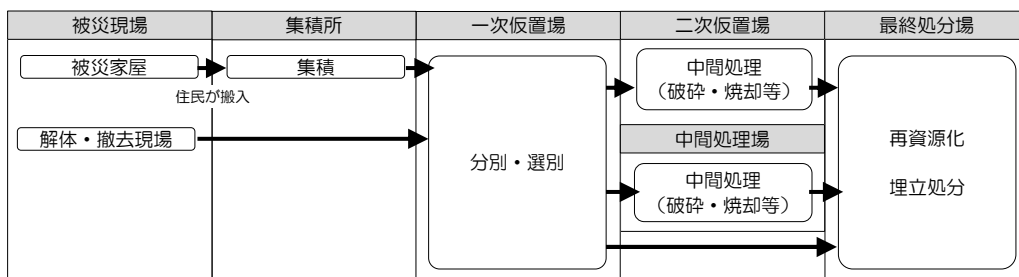 被災現場
集積所
一次仮置場
二次仮置場
最終処分場
被災家屋
集積
住民が搬入
解体・撤去現場
分別・選別
中間処理
（破砕・焼却等）
中間処理場
中間処理
（破砕・焼却等）
再資源化
埋立処分